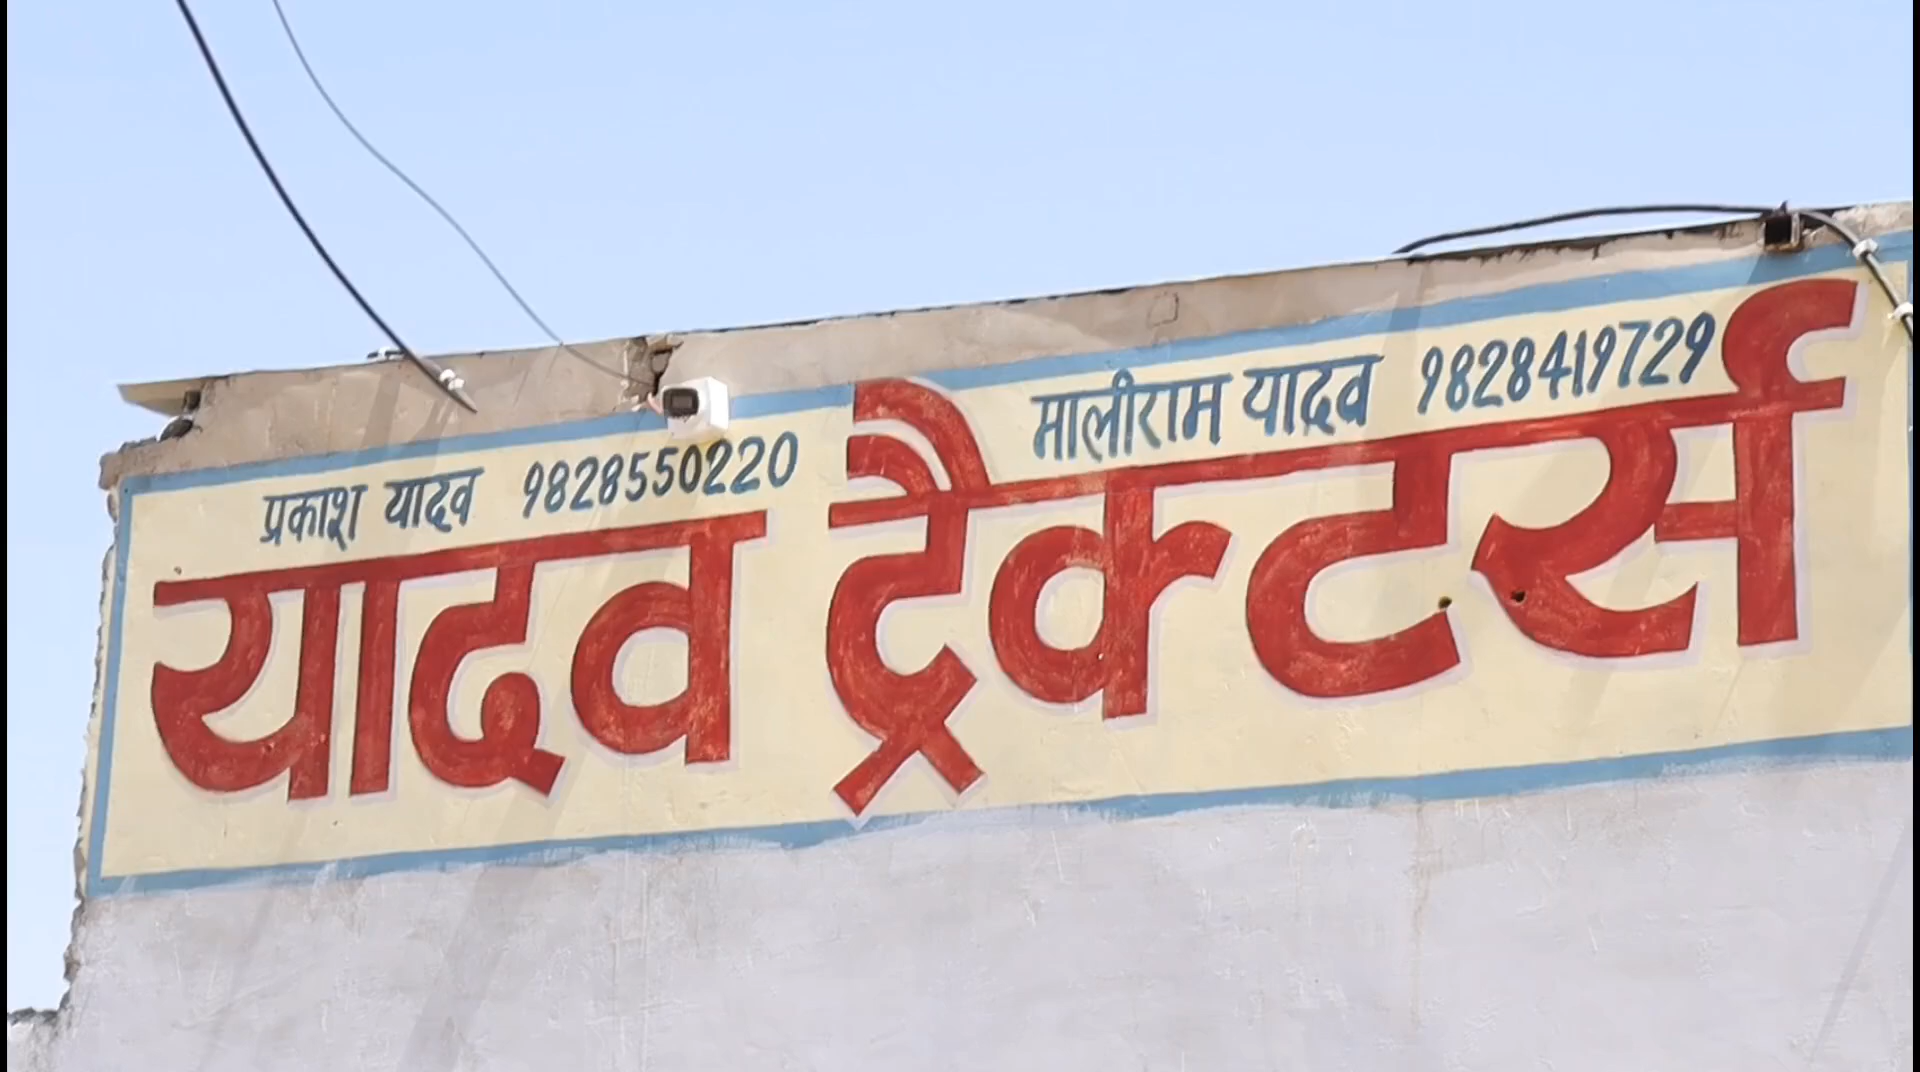 प्रकाश यादव 9828550220 मालीराम यादव 9828419729
यादव ट्रैक्टर्स